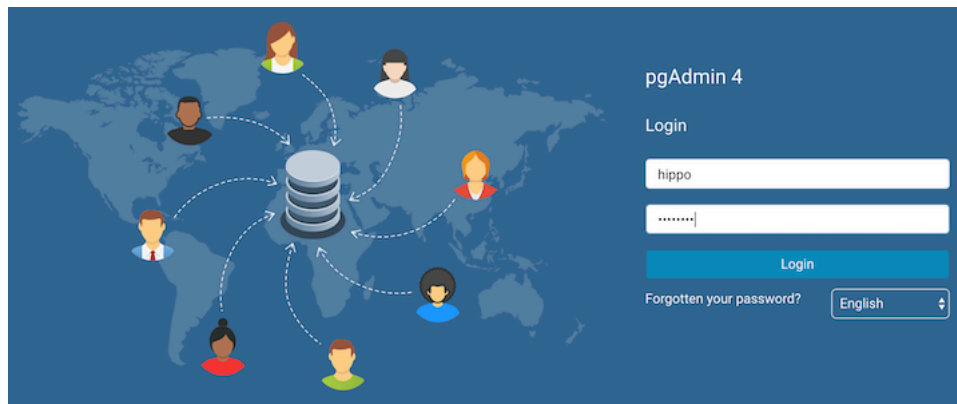 pgAdmin 4
Login
hippo
••••••••
Login
Forgotten your password?
English